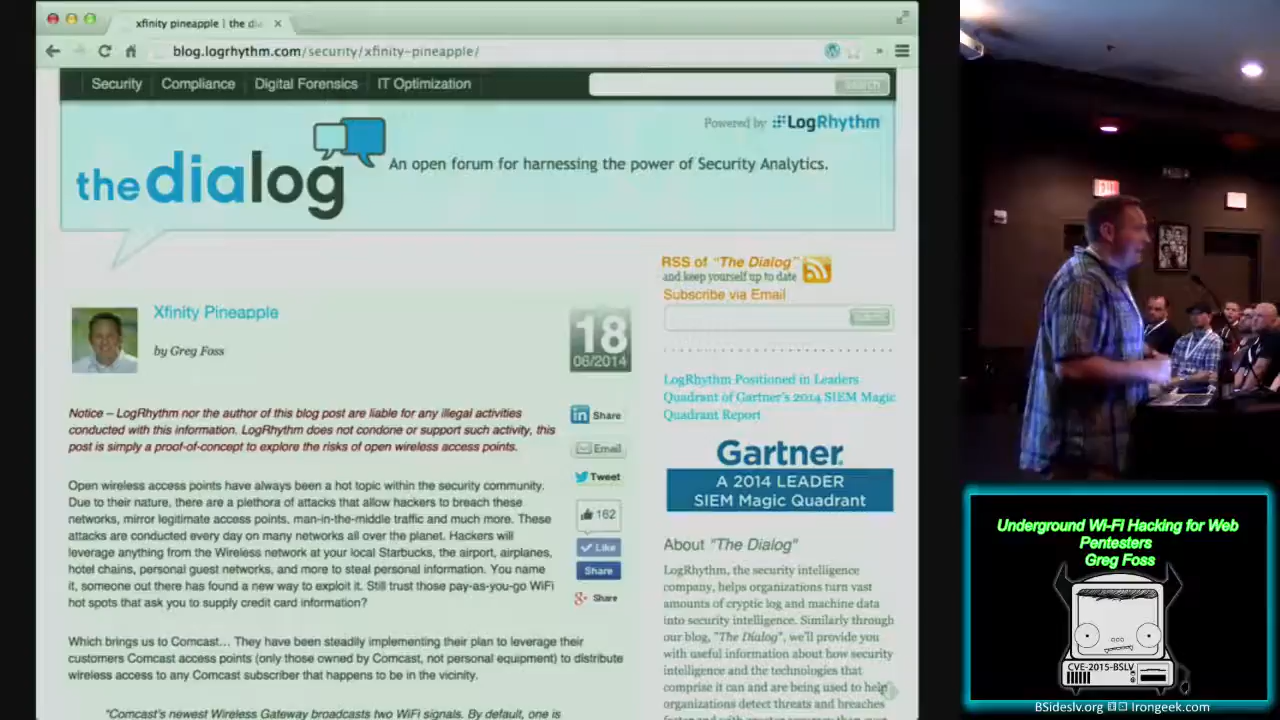 xfinity pineapple | the di
blog.logrhythm.com/security/xfinity-pineapple/
Security Compliance Digital Forensics IT Optimization
search
Powered by LogRhythm
the dialog
An open forum for harnessing the power of Security Analytics.
RSS of "The Dialog"
and keep yourself up to date
Subscribe via Email
Xfinity Pineapple
by Greg Foss
18
06/2014
Notice – LogRhythm nor the author of this blog post are liable for any illegal activities
conducted with this information. LogRhythm does not condone or support such activity, this
post is simply a proof-of-concept to explore the risks of open wireless access points.
Open wireless access points have always been a hot topic within the security community.
Due to their nature, there are a plethora of attacks that allow hackers to breach these
networks, mirror legitimate access points, man-in-the-middle traffic and much more. These
attacks are conducted every day on many networks all over the planet. Hackers will
leverage anything from the Wireless network at your local Starbucks, the airport, airplanes,
hotel chains, personal guest networks, and more to steal personal information. You name
it, someone out there has found a new way to exploit it. Still trust those pay-as-you-go WiFi
hot spots that ask you to supply credit card information?
Which brings us to Comcast… They have been steadily implementing their plan to leverage their
customers Comcast access points (only those owned by Comcast, not personal equipment) to distribute
wireless access to any Comcast subscriber that happens to be in the vicinity.
"Comcast's newest Wireless Gateway broadcasts two WiFi signals. By default, one is
in Share
Email
Tweet
162
Like
Share
Share
LogRhythm Positioned in Leaders
Quadrant of Gartner's 2014 SIEM Magic
Quadrant Report
Gartner
A 2014 LEADER
SIEM Magic Quadrant
About "The Dialog"
LogRhythm, the security intelligence
company, helps organizations turn vast
amounts of cryptic log and machine data
into security intelligence. Similarly through
our blog, "The Dialog", we'll provide you
with useful information about how security
intelligence and the technologies that
comprise it can and are being used to help
organizations detect threats and breaches
faster and with greater accuracy than ever
EXIT
Underground Wi-Fi Hacking for Web
Pentesters
Greg Foss
CVE-2015-BSLV
BSideslv.org Irongeek.com